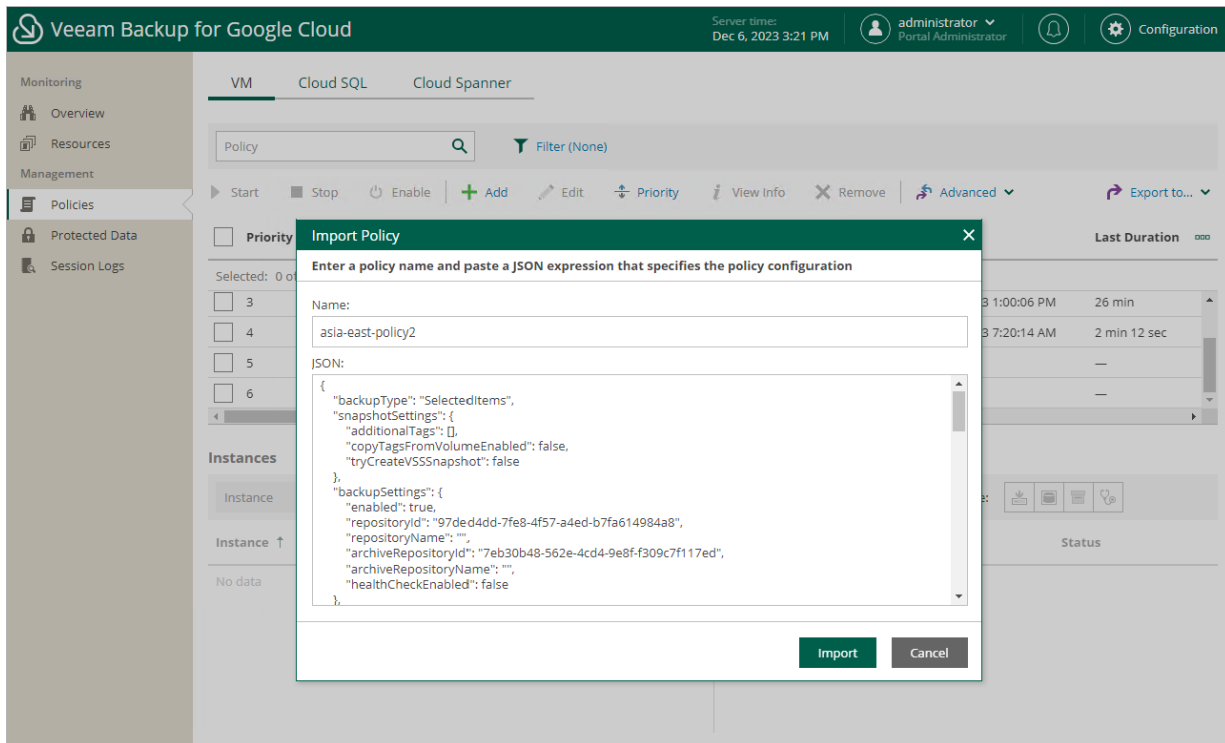 Veeam Backup for Google Cloud
Server time:
Dec 6, 2023 3:21 PM
administrator
Portal Administrator
Configuration
Monitoring
Overview
Resources
Management
Policies
Protected Data
Session Logs
VM Cloud SQL Cloud Spanner
Policy
Filter (None)
Start Stop Enable Add Edit Priority View Info Remove Advanced Export to...
Priority
Last Duration
Selected: 0 of
3 3 1:00:06 PM 26 min
4 3 7:20:14 AM 2 min 12 sec
5 —
6 —
Instances
Instance
Instance ↑ Status
No data
Import Policy
Enter a policy name and paste a JSON expression that specifies the policy configuration
Name:
asia-east-policy2
JSON:
{
"backupType": "SelectedItems",
"snapshotSettings": {
"additionalTags": [],
"copyTagsFromVolumeEnabled": false,
"tryCreateVSSSnapshot": false
},
"backupSettings": {
"enabled": true,
"repositoryId": "97ded4dd-7fe8-4f57-a4ed-b7fa614984a8",
"repositoryName": "",
"archiveRepositoryId": "7eb30b48-562e-4cd4-9e8f-f309c7f117ed",
"archiveRepositoryName": "",
"healthCheckEnabled": false
},
Import
Cancel